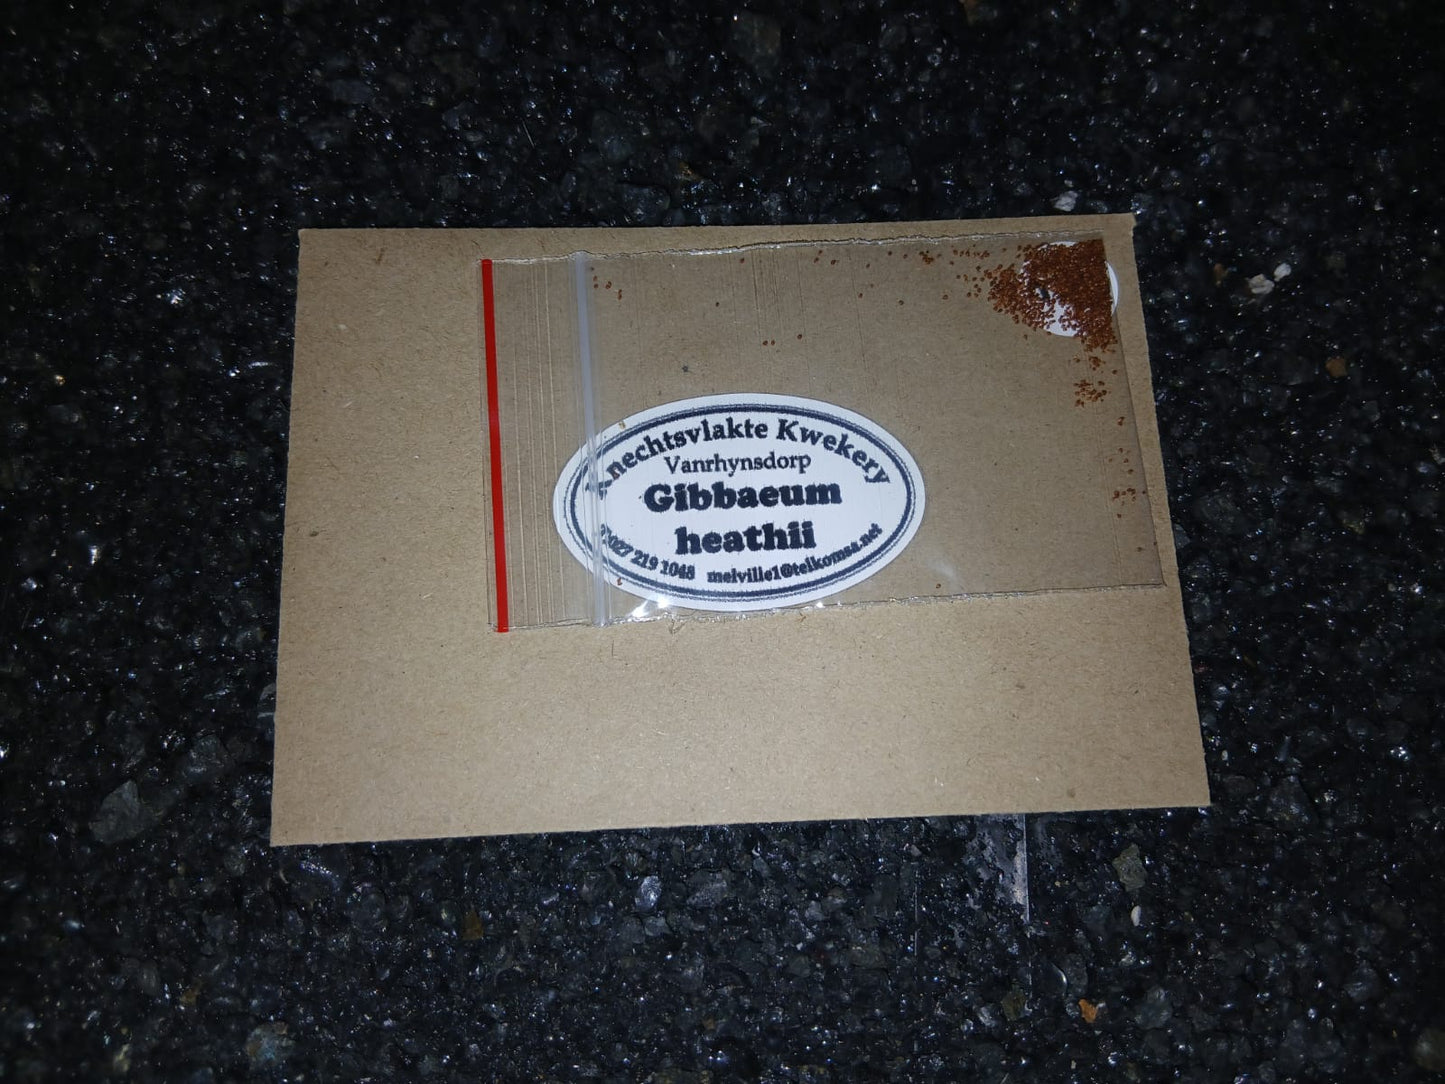 Knechtsvlakte Kwekery
Vanrhynsdorp
Gibbaeum
heathii
027 219 1048 melville1@telkomsa.net